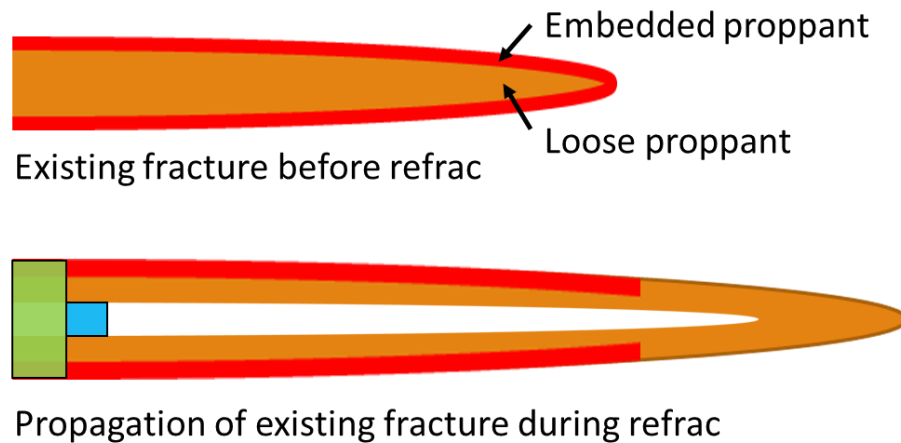 Embedded proppant
Loose proppant
Existing fracture before refrac
Propagation of existing fracture during refrac